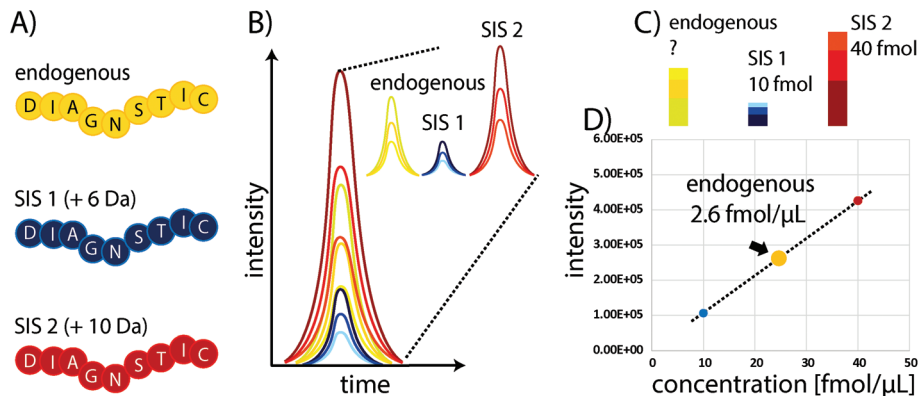 A)
endogenous
D I A G N S T I C
SIS 1 (+ 6 Da)
D I A G N S T I C
SIS 2 (+ 10 Da)
D I A G N S T I C
B)
intensity
time
endogenous
SIS 1
SIS 2
C)
endogenous
?
SIS 1
10 fmol
SIS 2
40 fmol
D)
intensity
6.00E+05
5.00E+05
4.00E+05
3.00E+05
2.00E+05
1.00E+05
0.00E+00
endogenous
2.6 fmol/µL
0 10 20 30 40 50
concentration [fmol/µL]